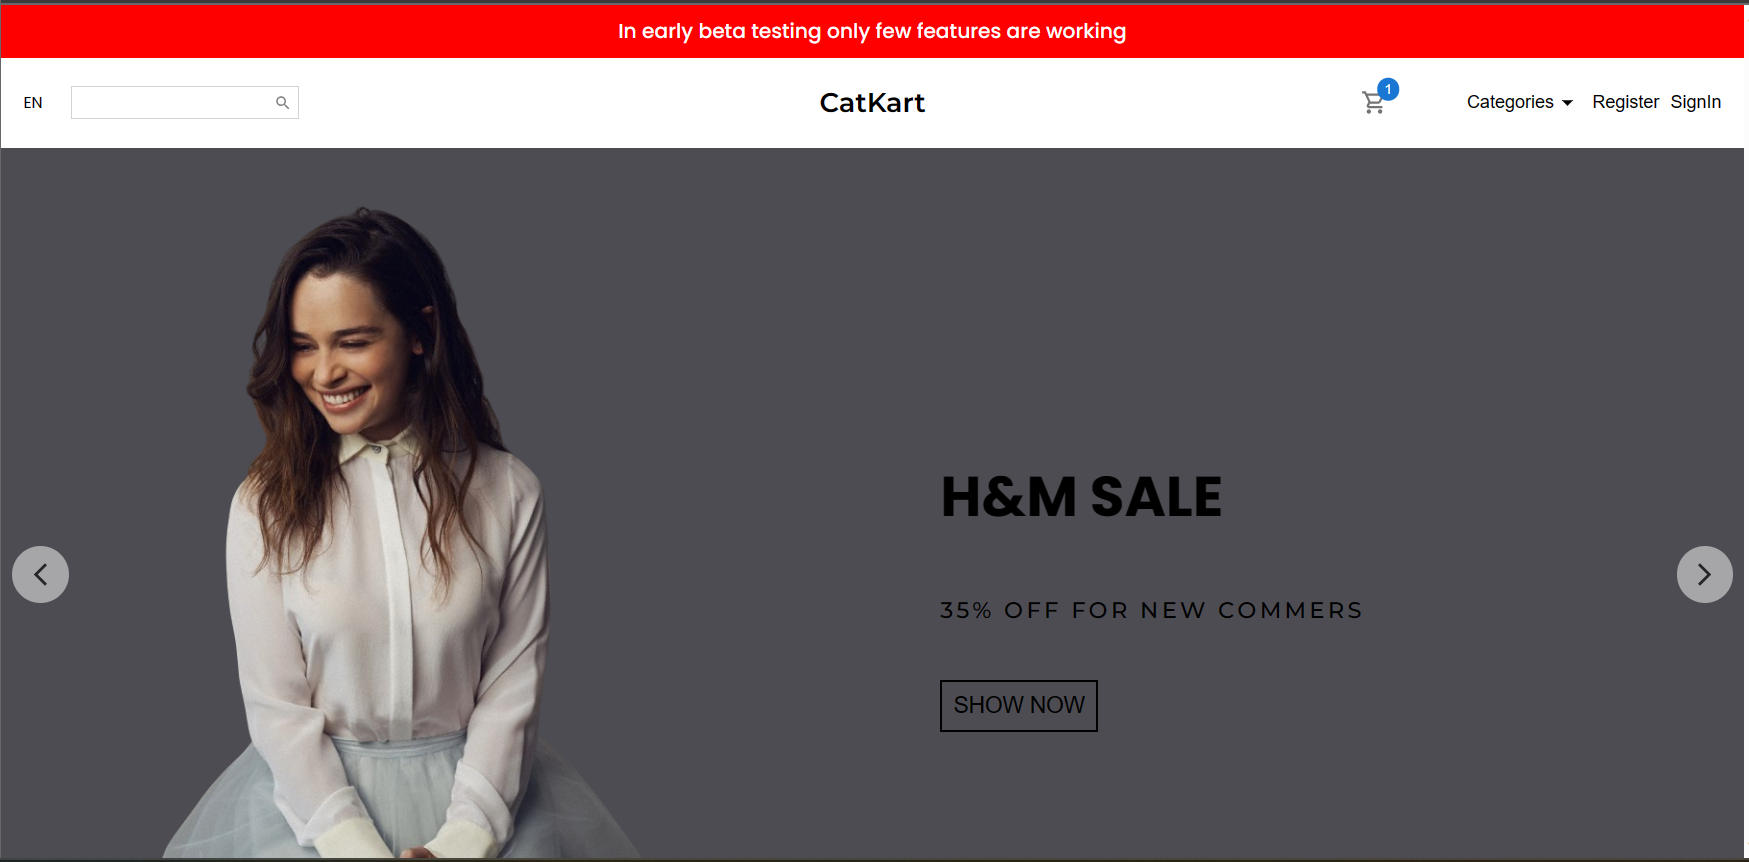 In early beta testing only few features are working
EN
CatKart
1
Categories
Register
SignIn
H&M SALE
35% OFF FOR NEW COMMERS
SHOW NOW